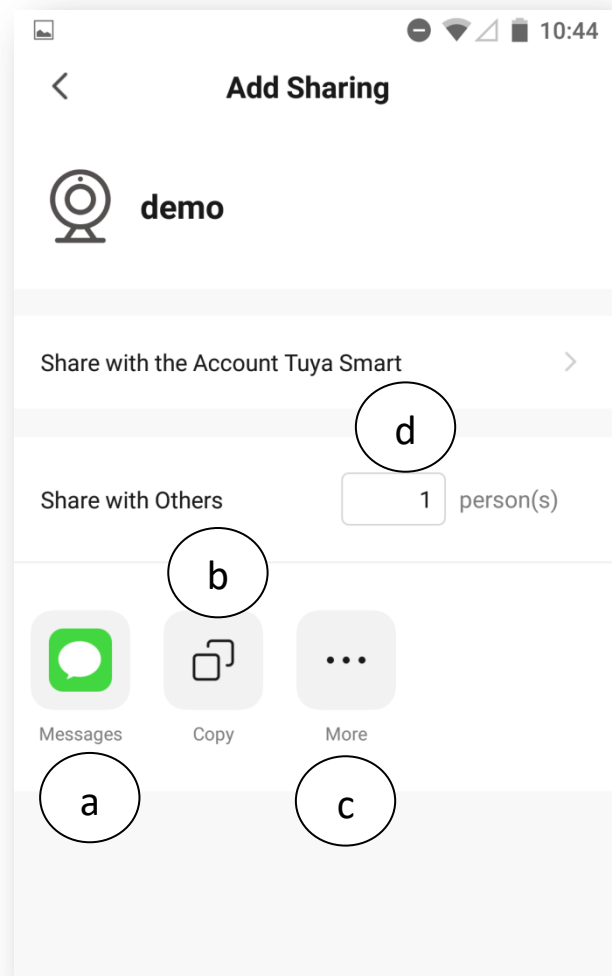 10:44
Add Sharing
demo
Share with the Account Tuya Smart
d
Share with Others 1 person(s)
b
Messages Copy More
a c